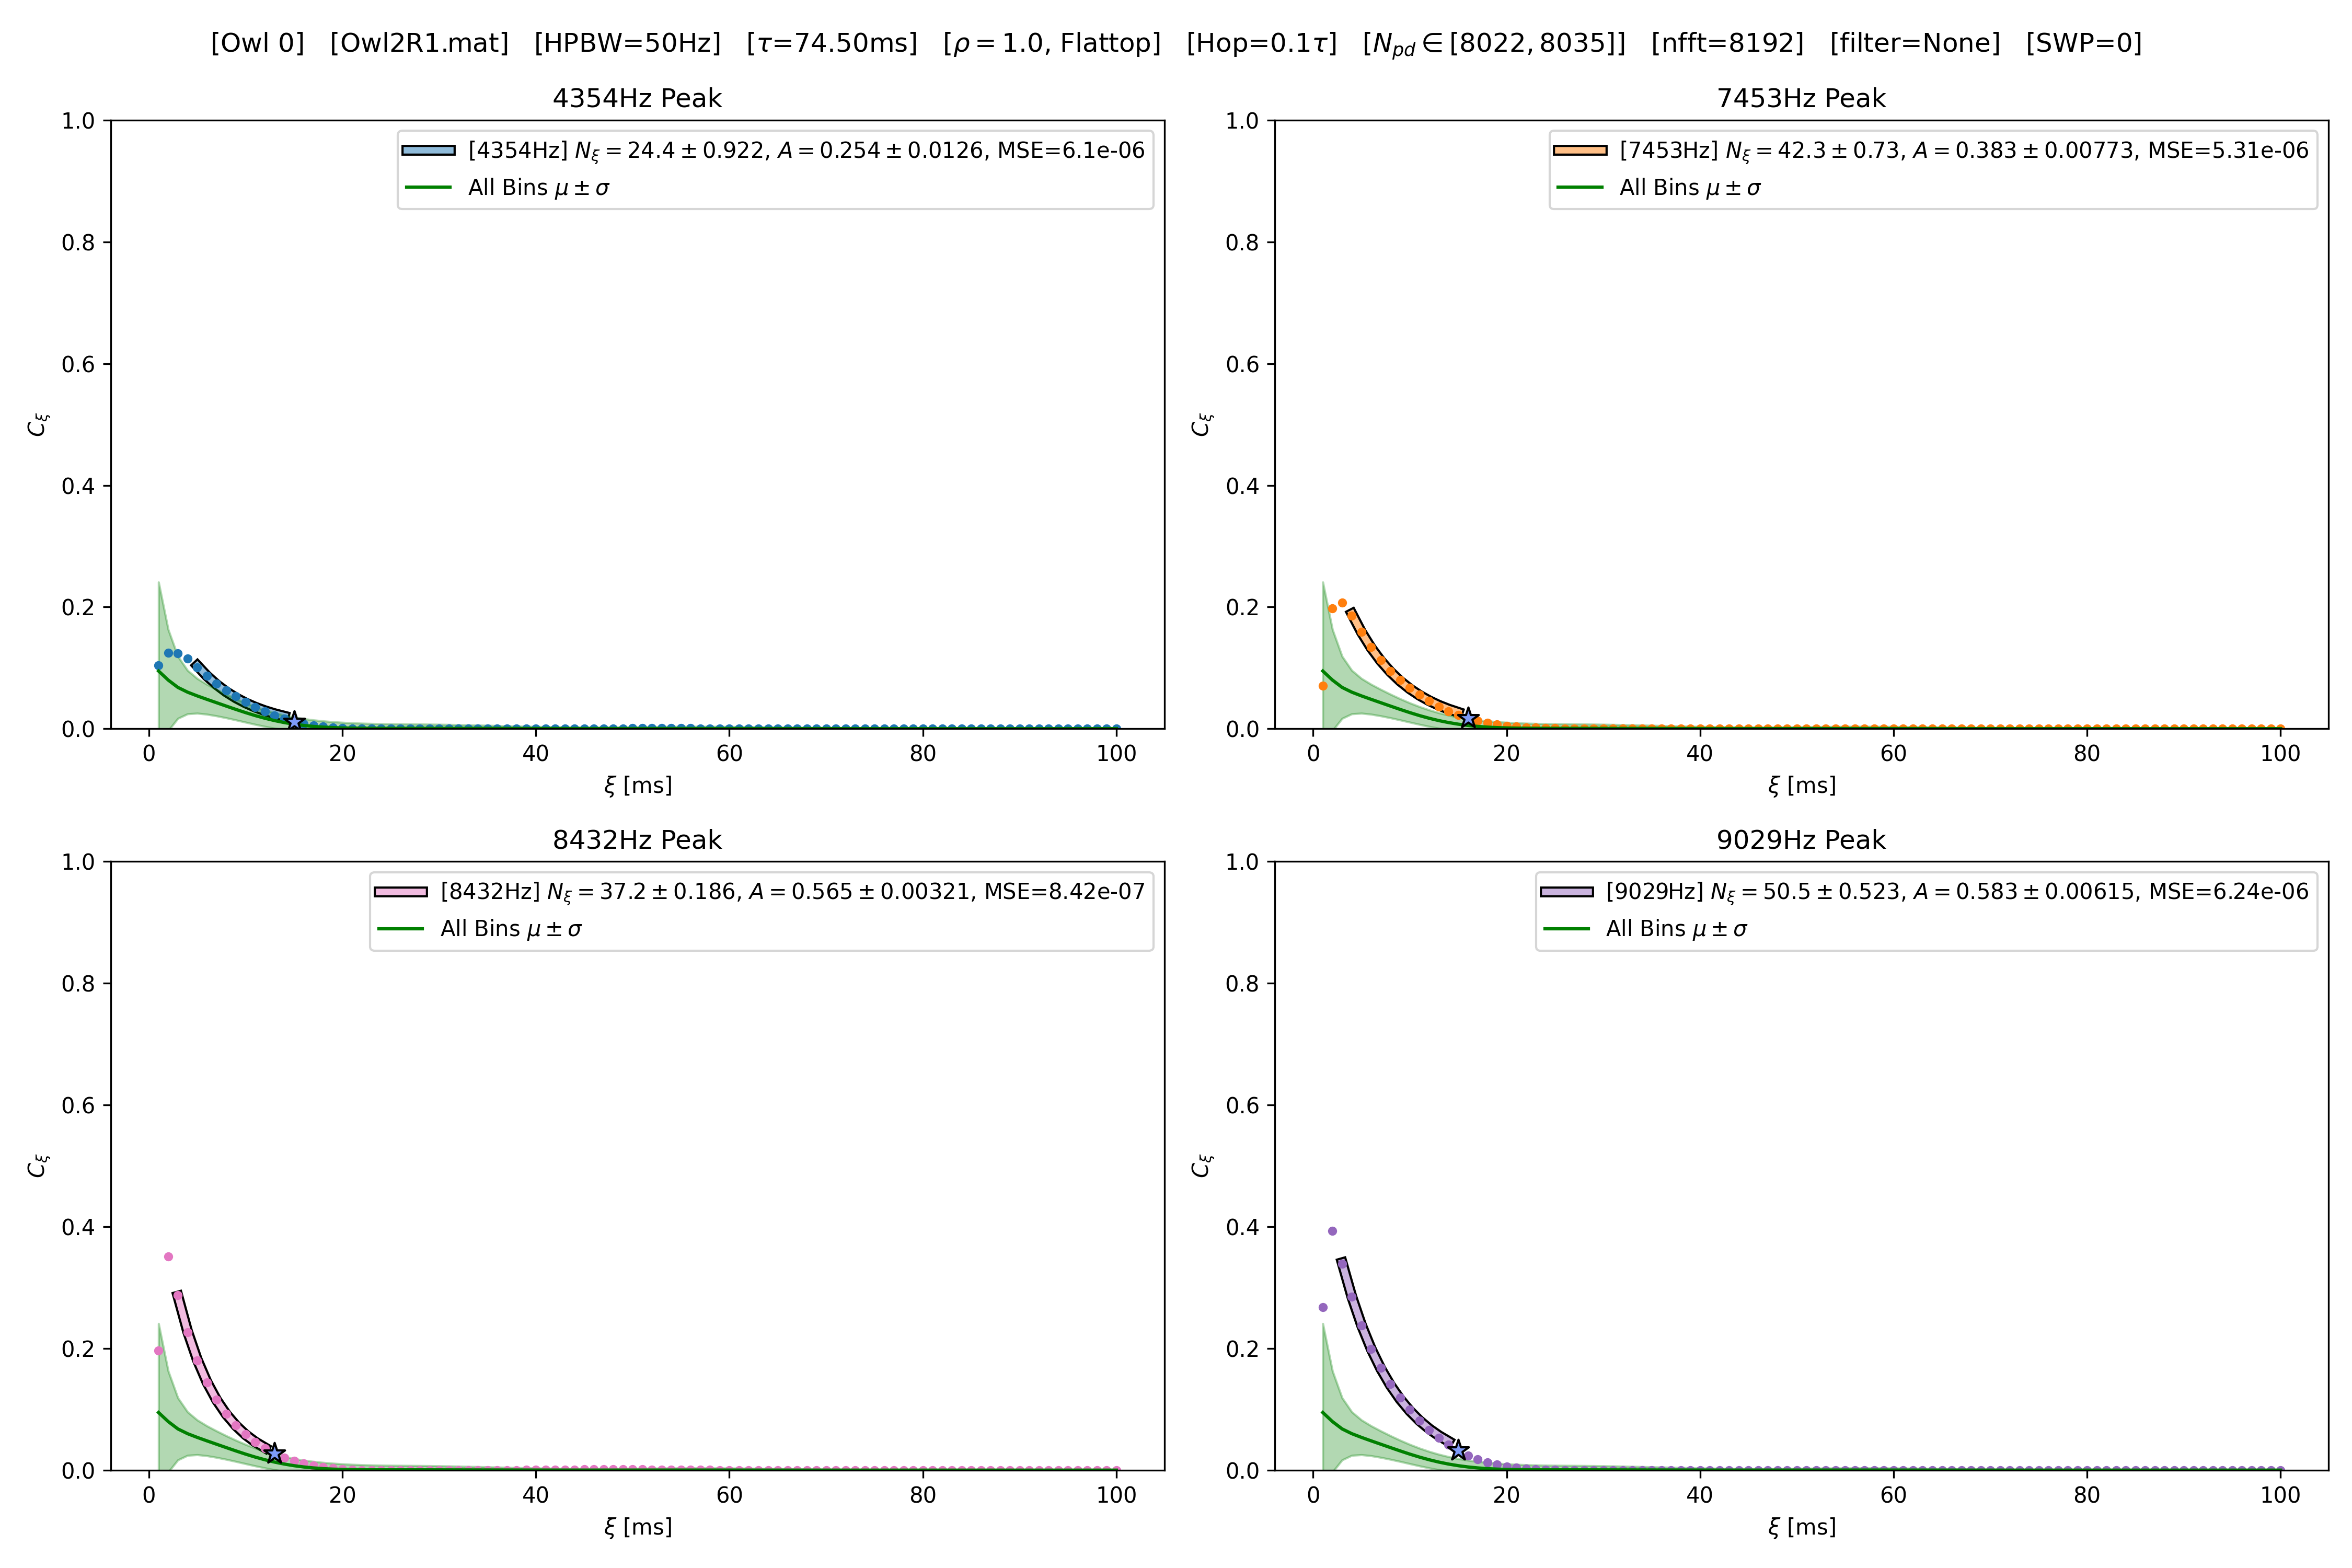 [Owl 0] [Owl2R1.mat] [HPBW=50Hz] [τ=74.50ms] [ρ = 1.0, Flattop] [Hop=0.1τ] [N_pd ∈ [8022, 8035]] [nfft=8192] [filter=None] [SWP=0]
4354Hz Peak
[4354Hz] N_ξ = 24.4 ± 0.922, A = 0.254 ± 0.0126, MSE=6.1e-06
All Bins μ ± σ
1.0
0.8
0.6
0.4
0.2
0.0
C_ξ
0 20 40 60 80 100
ξ [ms]
7453Hz Peak
[7453Hz] N_ξ = 42.3 ± 0.73, A = 0.383 ± 0.00773, MSE=5.31e-06
All Bins μ ± σ
1.0
0.8
0.6
0.4
0.2
0.0
C_ξ
0 20 40 60 80 100
ξ [ms]
8432Hz Peak
[8432Hz] N_ξ = 37.2 ± 0.186, A = 0.565 ± 0.00321, MSE=8.42e-07
All Bins μ ± σ
1.0
0.8
0.6
0.4
0.2
0.0
C_ξ
0 20 40 60 80 100
ξ [ms]
9029Hz Peak
[9029Hz] N_ξ = 50.5 ± 0.523, A = 0.583 ± 0.00615, MSE=6.24e-06
All Bins μ ± σ
1.0
0.8
0.6
0.4
0.2
0.0
C_ξ
0 20 40 60 80 100
ξ [ms]